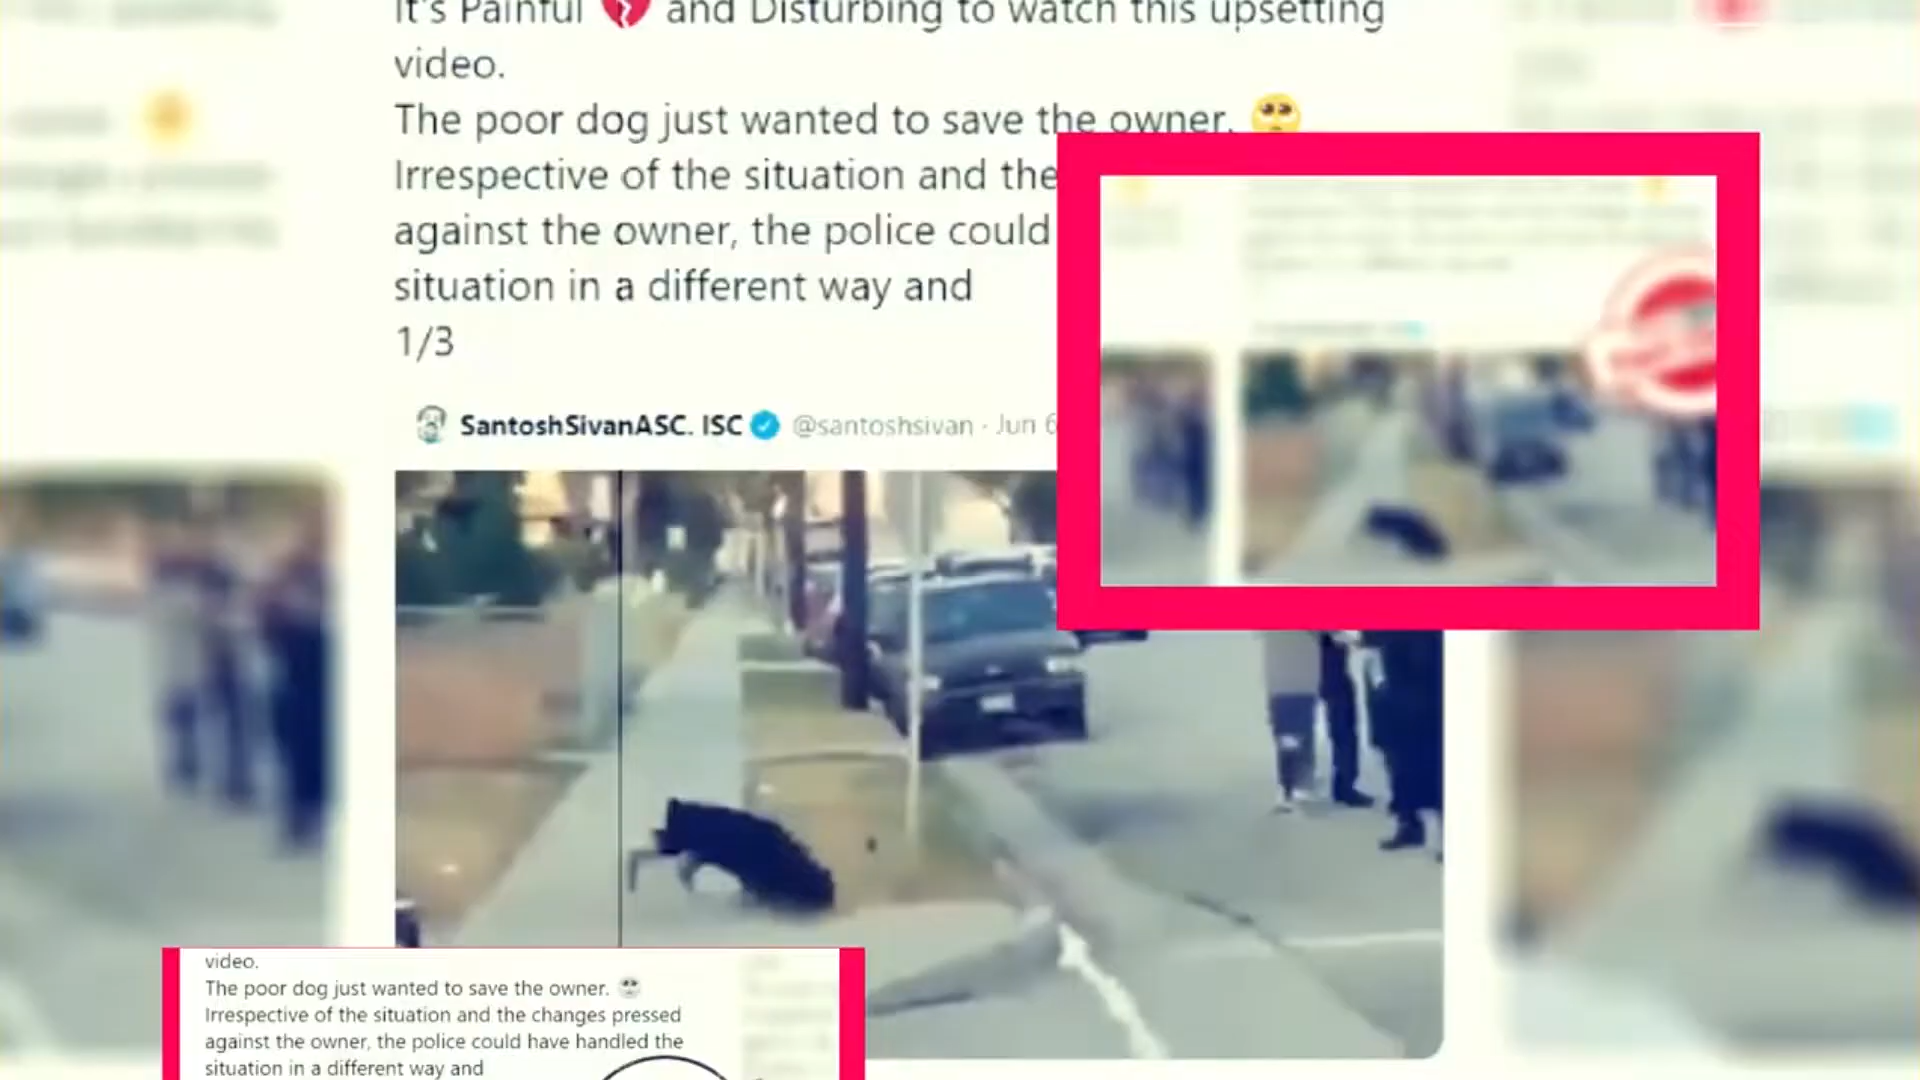 It's Painful 💔 and Disturbing to watch this upsetting
video.
The poor dog just wanted to save the owner. 🥺
Irrespective of the situation and the
against the owner, the police could
situation in a different way and
1/3
SantoshSivanASC. ISC @santoshsivan · Jun 6
video.
The poor dog just wanted to save the owner. 🥺
Irrespective of the situation and the changes pressed
against the owner, the police could have handled the
situation in a different way and